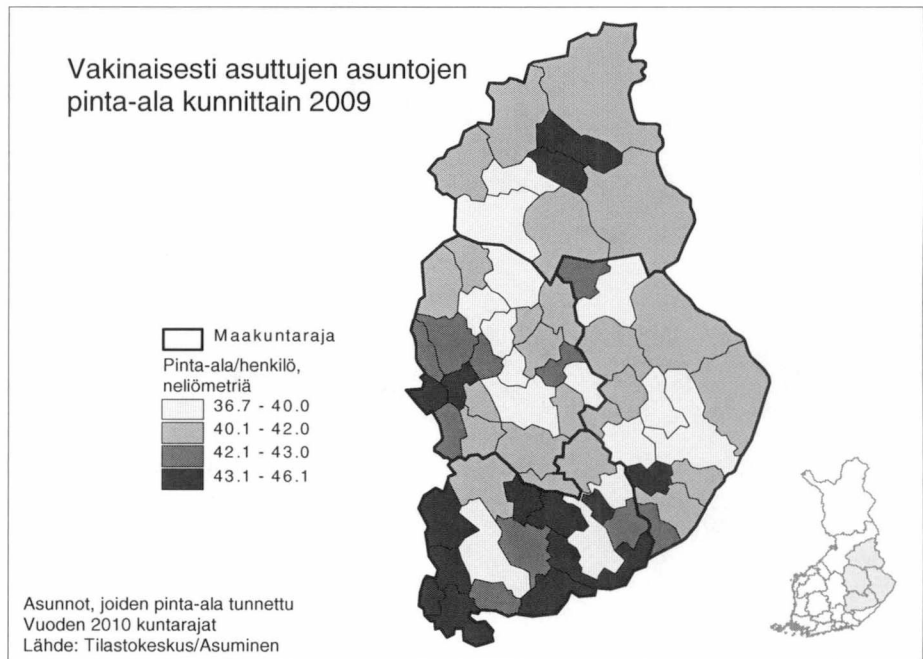 Vakinaisesti asuttujen asuntojen
pinta-ala kunnittain 2009
Maakuntaraja
Pinta-ala/henkilö,
neliömetriä
36.7 - 40.0
40.1 - 42.0
42.1 - 43.0
43.1 - 46.1
Asunnot, joiden pinta-ala tunnettu
Vuoden 2010 kuntarajat
Lähde: Tilastokeskus/Asuminen